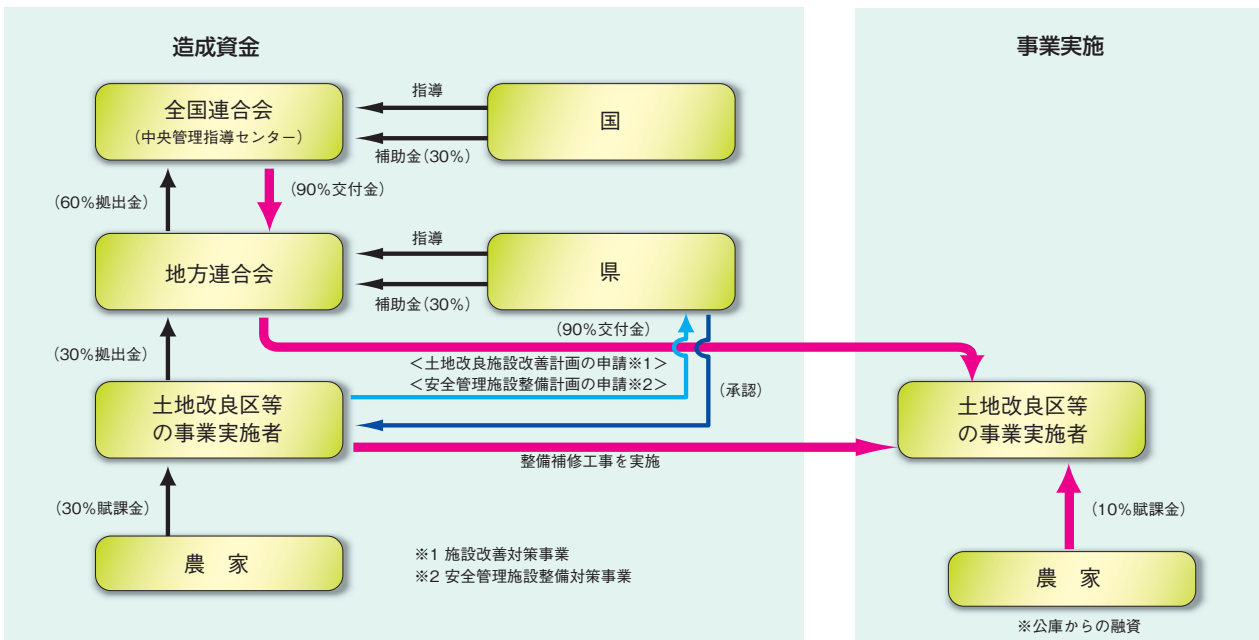 造成資金
事業実施
全国連合会
（中央管理指導センター）
指導
国
補助金（30%）
（60%拠出金）
（90%交付金）
地方連合会
指導
県
補助金（30%）
（30%拠出金）
（90%交付金）
＜土地改良施設改善計画の申請※1＞
＜安全管理施設整備計画の申請※2＞
（承認）
土地改良区等
の事業実施者
土地改良区等
の事業実施者
整備補修工事を実施
（30%賦課金）
（10%賦課金）
農　家
※1 施設改善対策事業
※2 安全管理施設整備対策事業
農　家
※公庫からの融資